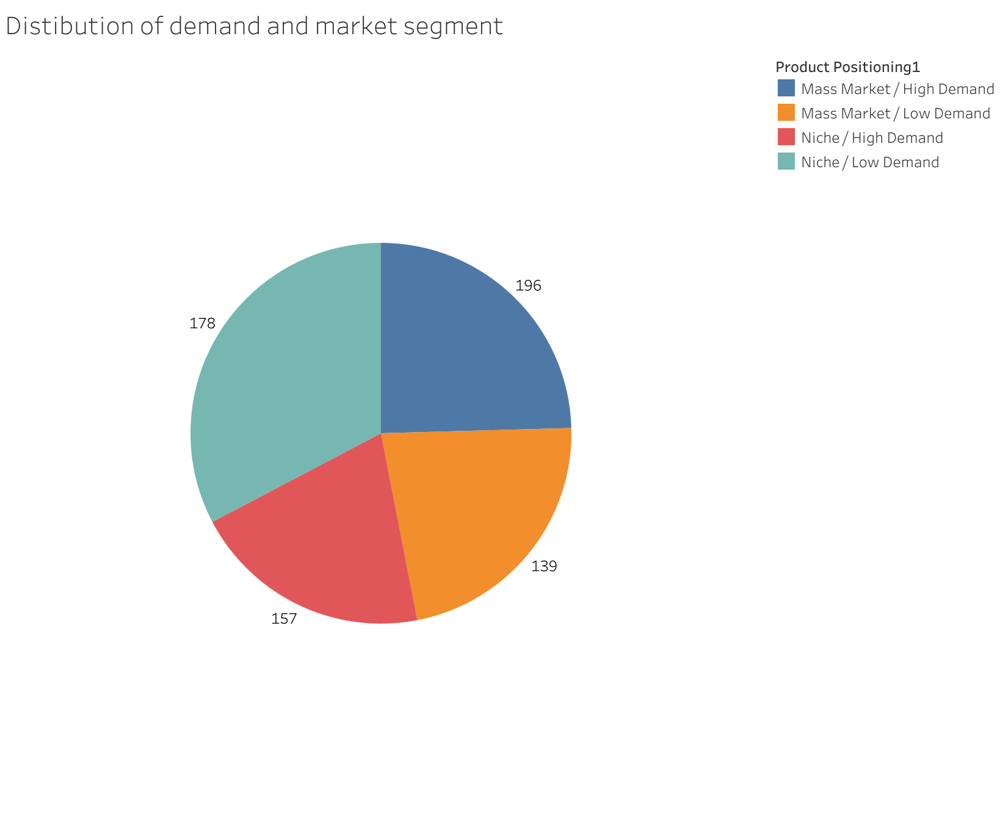 Distibution of demand and market segment
Product Positioning1
Mass Market / High Demand
Mass Market / Low Demand
Niche / High Demand
Niche / Low Demand
196
178
139
157